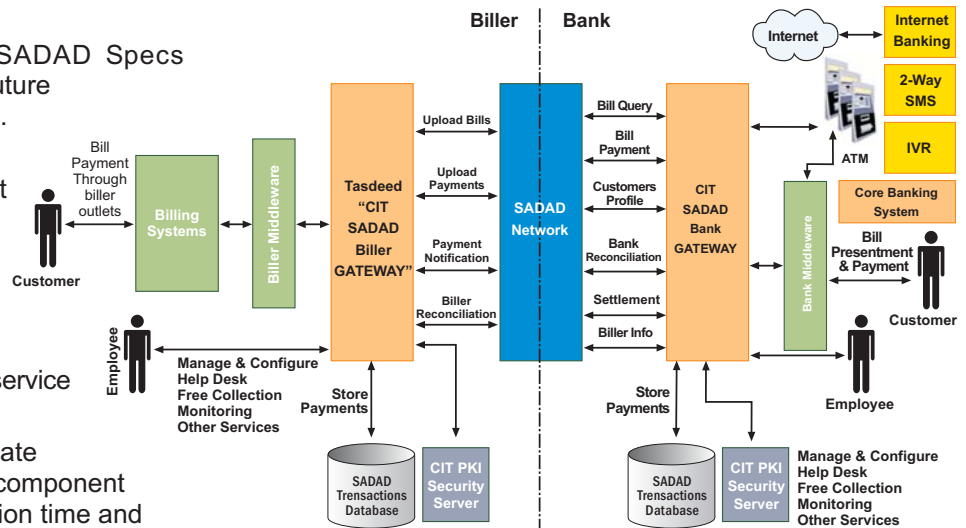 SADAD Specs
uture
.
t
service
ate
component
ion time and
Biller
Bank
Bill
Payment
Through
biller
outlets
Customer
Billing
Systems
Biller Middleware
Tasdeed
“CIT
SADAD
Biller
GATEWAY”
Upload Bills
Upload
Payments
Payment
Notification
Biller
Reconciliation
SADAD
Network
Bill Query
Bill
Payment
Customers
Profile
Bank
Reconciliation
Settlement
Biller Info
CIT
SADAD
Bank
GATEWAY
Internet
Internet
Banking
2-Way
SMS
IVR
ATM
Core Banking
System
Bank Middleware
Bill
Presentment
& Payment
Customer
Employee
Employee
Manage & Configure
Help Desk
Free Collection
Monitoring
Other Services
Store
Payments
SADAD
Trensactions
Database
CIT PKI
Security
Server
Store
Payments
SADAD
Trensactions
Database
CIT PKI
Security
Server
Manage & Configure
Help Desk
Free Collection
Monitoring
Other Services